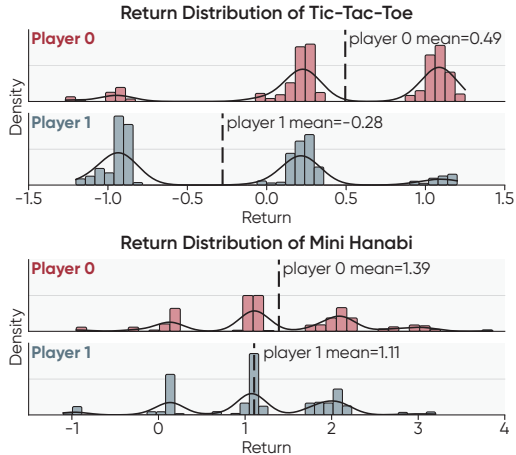 Return Distribution of Tic-Tac-Toe
Player 0
player 0 mean=0.49
Density
Player 1
player 1 mean=−0.28
-1.5 -1.0 -0.5 0.0 0.5 1.0 1.5
Return
Return Distribution of Mini Hanabi
Player 0
player 0 mean=1.39
Density
Player 1
player 1 mean=1.11
-1 0 1 2 3 4
Return